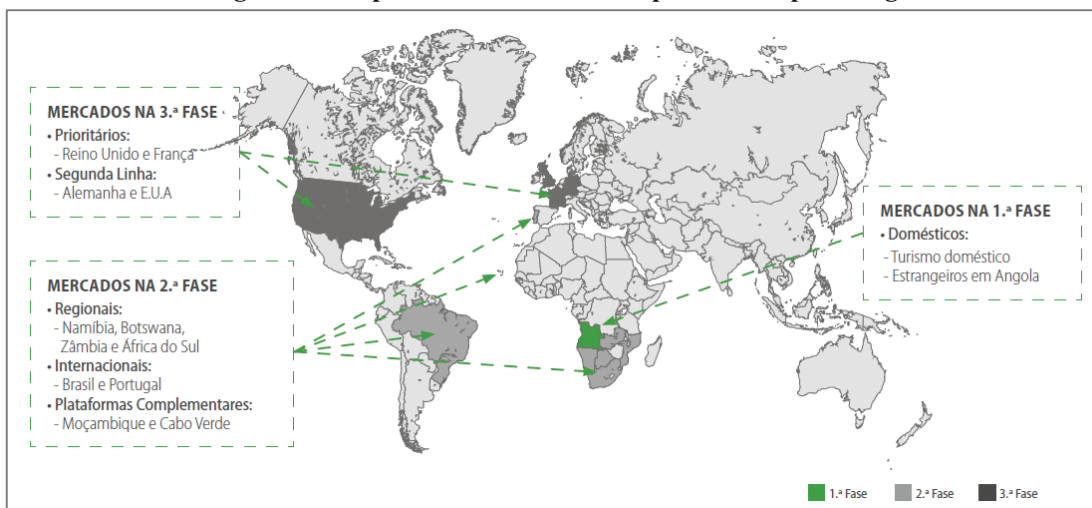 MERCADOS NA 3.ª FASE
• Prioritários:
- Reino Unido e França
• Segunda Linha:
- Alemanha e E.U.A
MERCADOS NA 2.ª FASE
• Regionais:
- Namíbia, Botswana,
Zâmbia e África do Sul
• Internacionais:
- Brasil e Portugal
• Plataformas Complementares:
- Moçambique e Cabo Verde
MERCADOS NA 1.ª FASE
• Domésticos:
- Turismo doméstico
- Estrangeiros em Angola
1.ª Fase
2.ª Fase
3.ª Fase